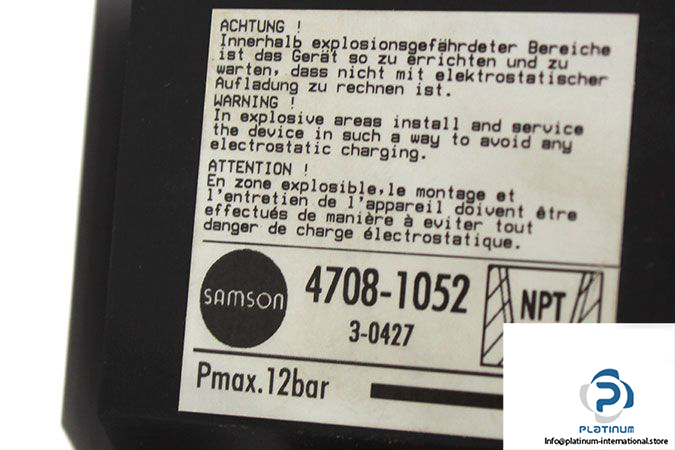 ACHTUNG !
Innerhalb explosionsgefährdeter Bereiche
ist das Gerät so zu errichten und zu
warten, dass nicht mit elektrostatischer
Aufladung zu rechnen ist.
WARNING !
In explosive areas install and service
the device in such a way to avoid any
electrostatic charging.
ATTENTION !
En zone explosible,le montage et
l'entretien de l'appareil doivent être
effectués de manière à eviter tout
danger de charge électrostatique.
SAMSON
4708-1052
3-0427
NPT
Pmax.12bar
PLATINUM
Info@platinum-international.store